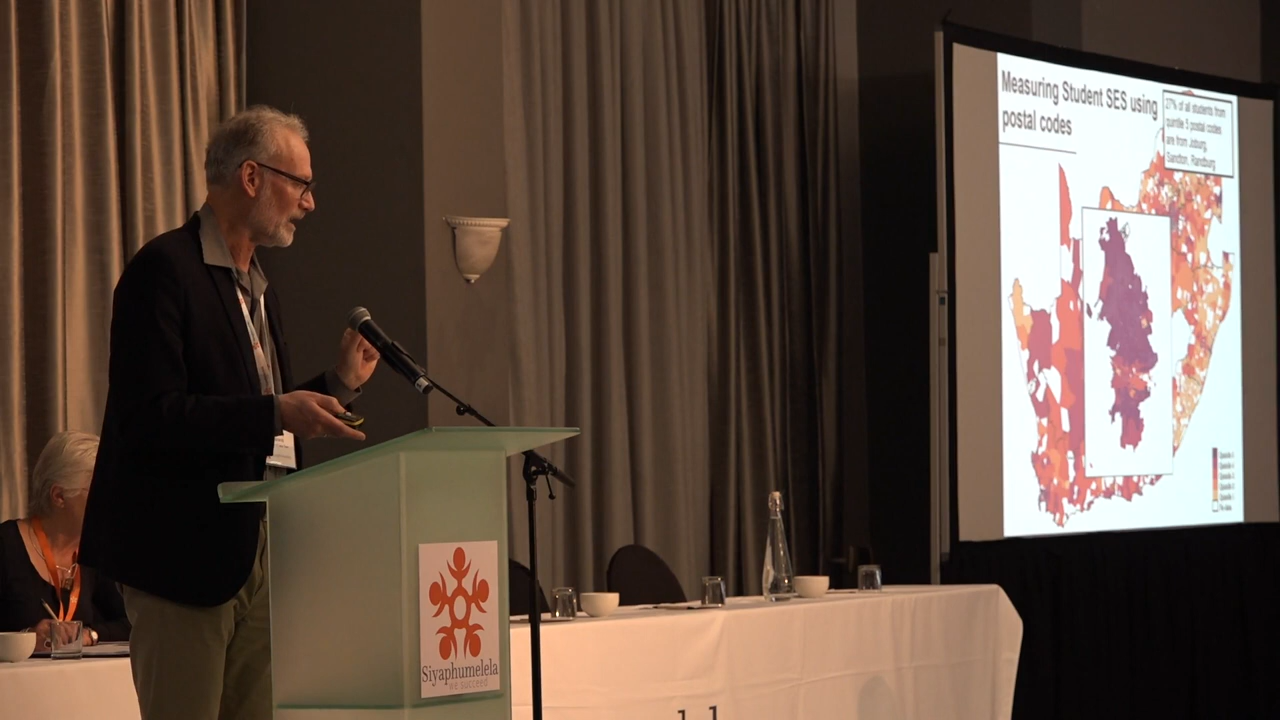 Measuring Student SES using
postal codes
27% of all students from
quintile 5 postal codes
are from Joburg,
Sandton, Randburg
Siyaphumelela
we succeed